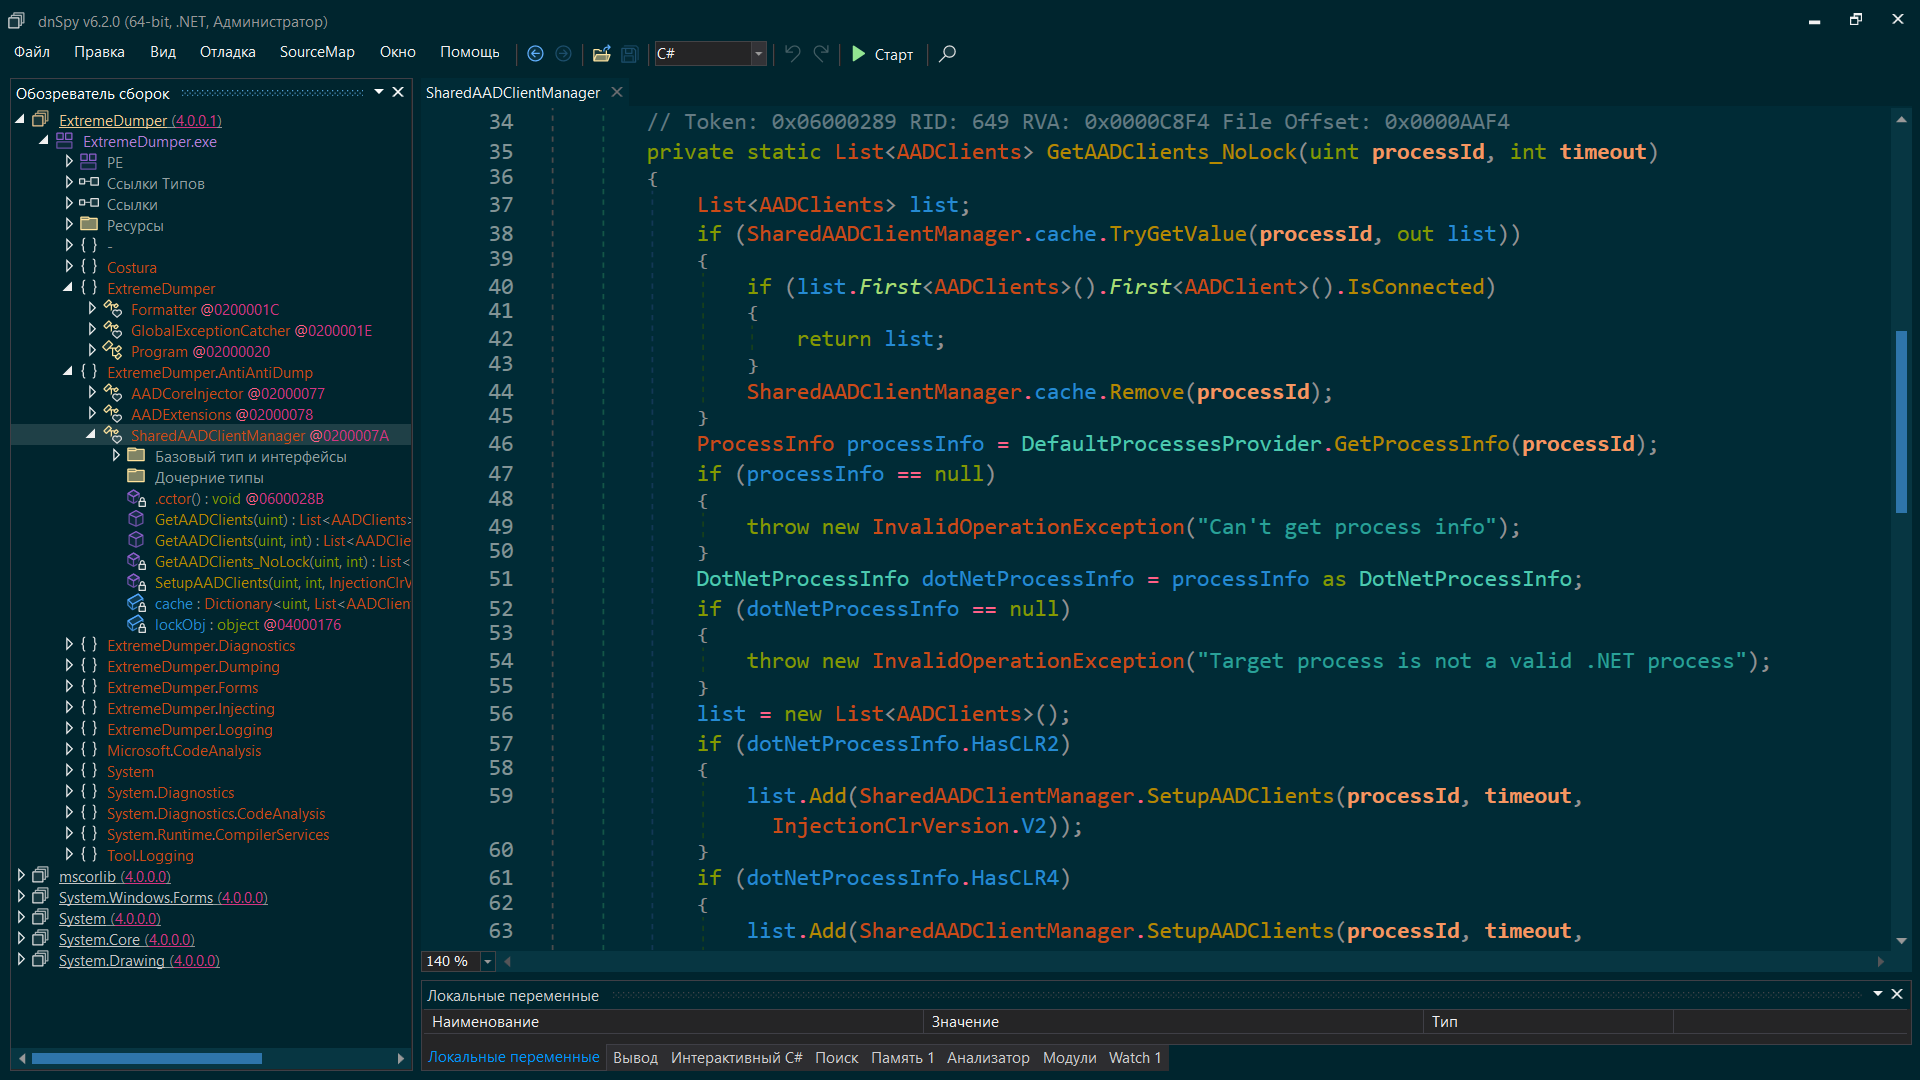 dnSpy v6.2.0 (64-bit, .NET, Администратор)
Файл Правка Вид Отладка SourceMap Окно Помощь C# Старт
Обозреватель сборок
ExtremeDumper (4.0.0.1)
ExtremeDumper.exe
PE
Ссылки Типов
Ссылки
Ресурсы
{ } -
{ } Costura
{ } ExtremeDumper
Formatter @0200001C
GlobalExceptionCatcher @0200001E
Program @02000020
{ } ExtremeDumper.AntiAntiDump
AADCoreInjector @02000077
AADExtensions @02000078
SharedAADClientManager @0200007A
Базовый тип и интерфейсы
Дочерние типы
.cctor() : void @0600028B
GetAADClients(uint) : List<AADClients>
GetAADClients(uint, int) : List<AADClie
GetAADClients_NoLock(uint, int) : List<
SetupAADClients(uint, int, InjectionClrV
cache : Dictionary<uint, List<AADClien
lockObj : object @04000176
{ } ExtremeDumper.Diagnostics
{ } ExtremeDumper.Dumping
{ } ExtremeDumper.Forms
{ } ExtremeDumper.Injecting
{ } ExtremeDumper.Logging
{ } Microsoft.CodeAnalysis
{ } System
{ } System.Diagnostics
{ } System.Diagnostics.CodeAnalysis
{ } System.Runtime.CompilerServices
{ } Tool.Logging
mscorlib (4.0.0.0)
System.Windows.Forms (4.0.0.0)
System (4.0.0.0)
System.Core (4.0.0.0)
System.Drawing (4.0.0.0)
SharedAADClientManager
34 // Token: 0x06000289 RID: 649 RVA: 0x0000C8F4 File Offset: 0x0000AAF4
35 private static List<AADClients> GetAADClients_NoLock(uint processId, int timeout)
36 {
37 List<AADClients> list;
38 if (SharedAADClientManager.cache.TryGetValue(processId, out list))
39 {
40 if (list.First<AADClients>().First<AADClient>().IsConnected)
41 {
42 return list;
43 }
44 SharedAADClientManager.cache.Remove(processId);
45 }
46 ProcessInfo processInfo = DefaultProcessesProvider.GetProcessInfo(processId);
47 if (processInfo == null)
48 {
49 throw new InvalidOperationException("Can't get process info");
50 }
51 DotNetProcessInfo dotNetProcessInfo = processInfo as DotNetProcessInfo;
52 if (dotNetProcessInfo == null)
53 {
54 throw new InvalidOperationException("Target process is not a valid .NET process");
55 }
56 list = new List<AADClients>();
57 if (dotNetProcessInfo.HasCLR2)
58 {
59 list.Add(SharedAADClientManager.SetupAADClients(processId, timeout,
InjectionClrVersion.V2));
60 }
61 if (dotNetProcessInfo.HasCLR4)
62 {
63 list.Add(SharedAADClientManager.SetupAADClients(processId, timeout,
140 %
Локальные переменные
Наименование Значение Тип
Локальные переменные Вывод Интерактивный C# Поиск Память 1 Анализатор Модули Watch 1